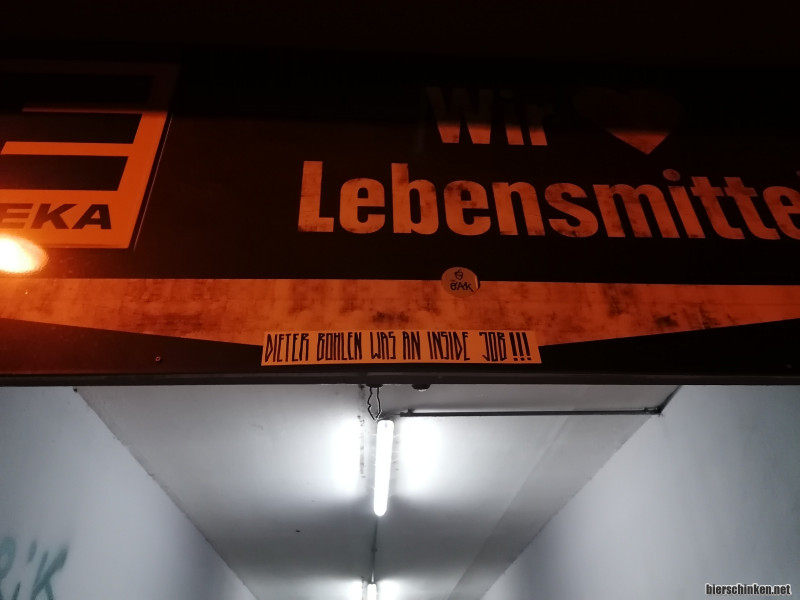 Wir ❤
Lebensmitte
EKA
DIETER BOHLEN WAS AN INSIDE JOB!!!
bierschinken.net